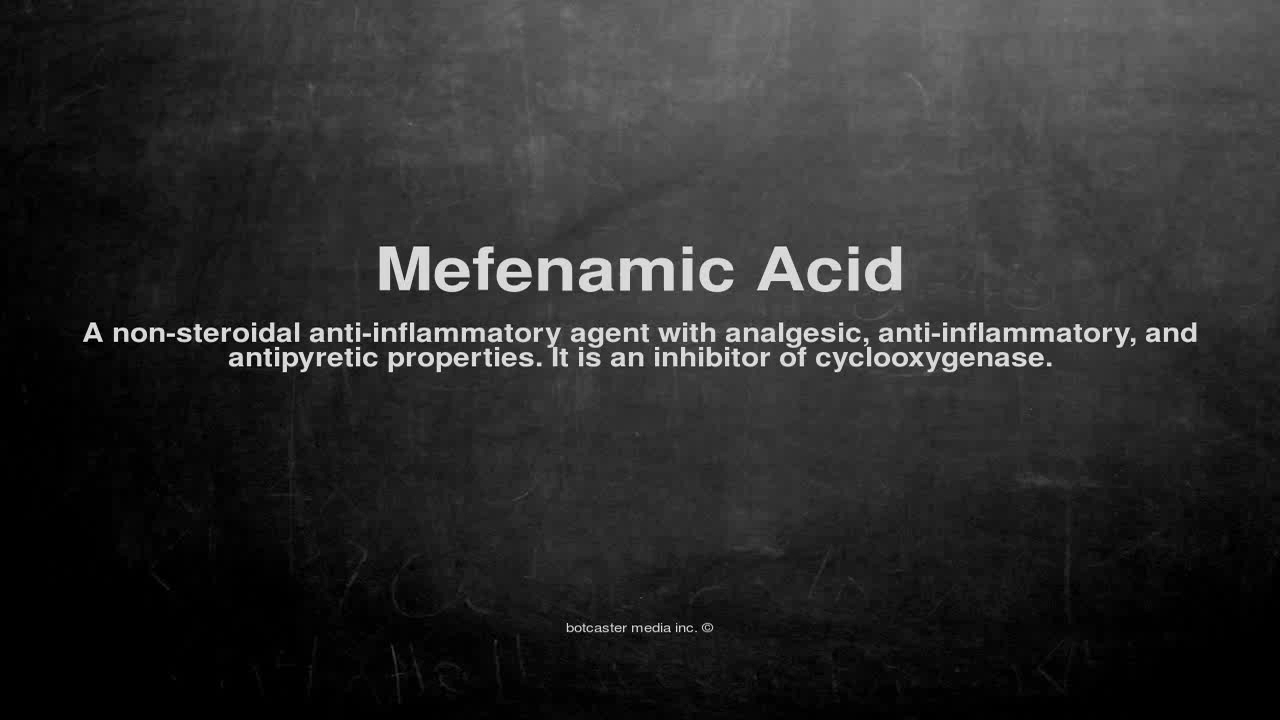 Mefenamic Acid
A non-steroidal anti-inflammatory agent with analgesic, anti-inflammatory, and
antipyretic properties. It is an inhibitor of cyclooxygenase.
botcaster media inc. ©